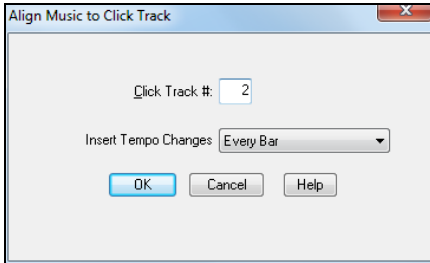 Align Music to Click Track
Click Track #: 2
Insert Tempo Changes Every Bar
OK Cancel Help